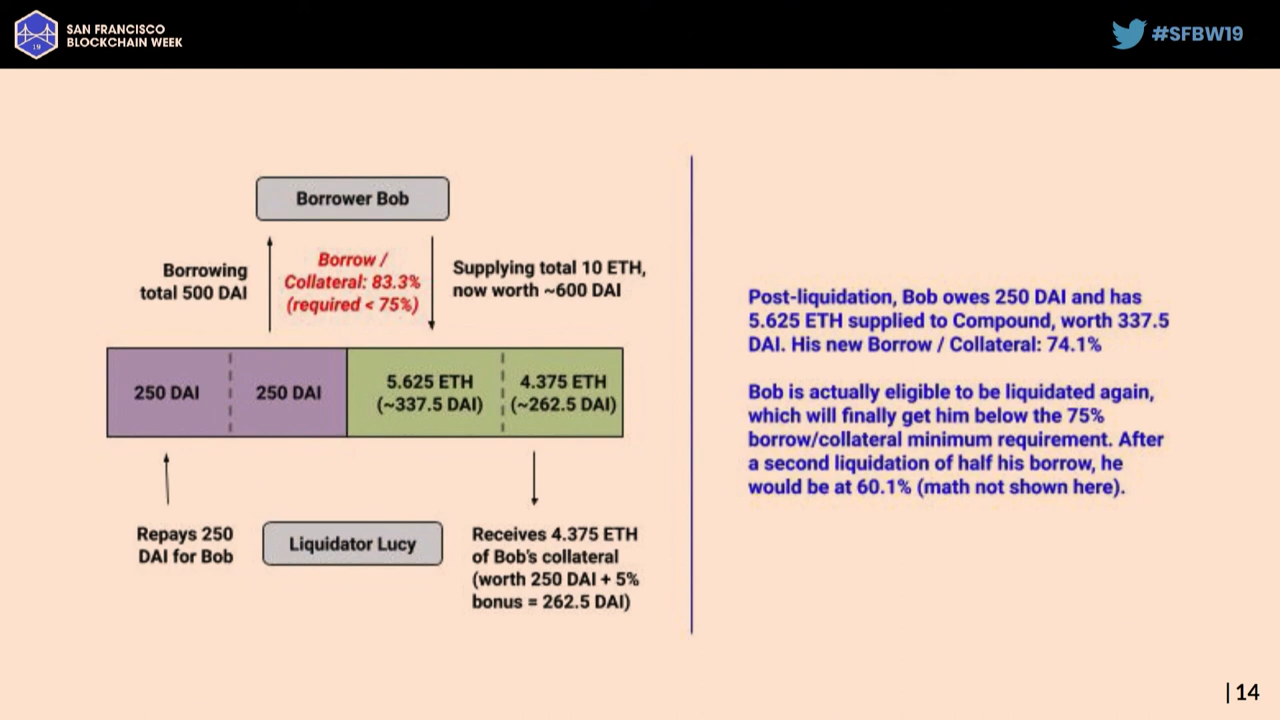 SAN FRANCISCO
BLOCKCHAIN WEEK
19
#SFBW19
Borrower Bob
Borrowing
total 500 DAI
Borrow /
Collateral: 83.3%
(required < 75%)
Supplying total 10 ETH,
now worth ~600 DAI
250 DAI
250 DAI
5.625 ETH
(~337.5 DAI)
4.375 ETH
(~262.5 DAI)
Repays 250
DAI for Bob
Liquidator Lucy
Receives 4.375 ETH
of Bob's collateral
(worth 250 DAI + 5%
bonus = 262.5 DAI)
Post-liquidation, Bob owes 250 DAI and has
5.625 ETH supplied to Compound, worth 337.5
DAI. His new Borrow / Collateral: 74.1%
Bob is actually eligible to be liquidated again,
which will finally get him below the 75%
borrow/collateral minimum requirement. After
a second liquidation of half his borrow, he
would be at 60.1% (math not shown here).
| 14